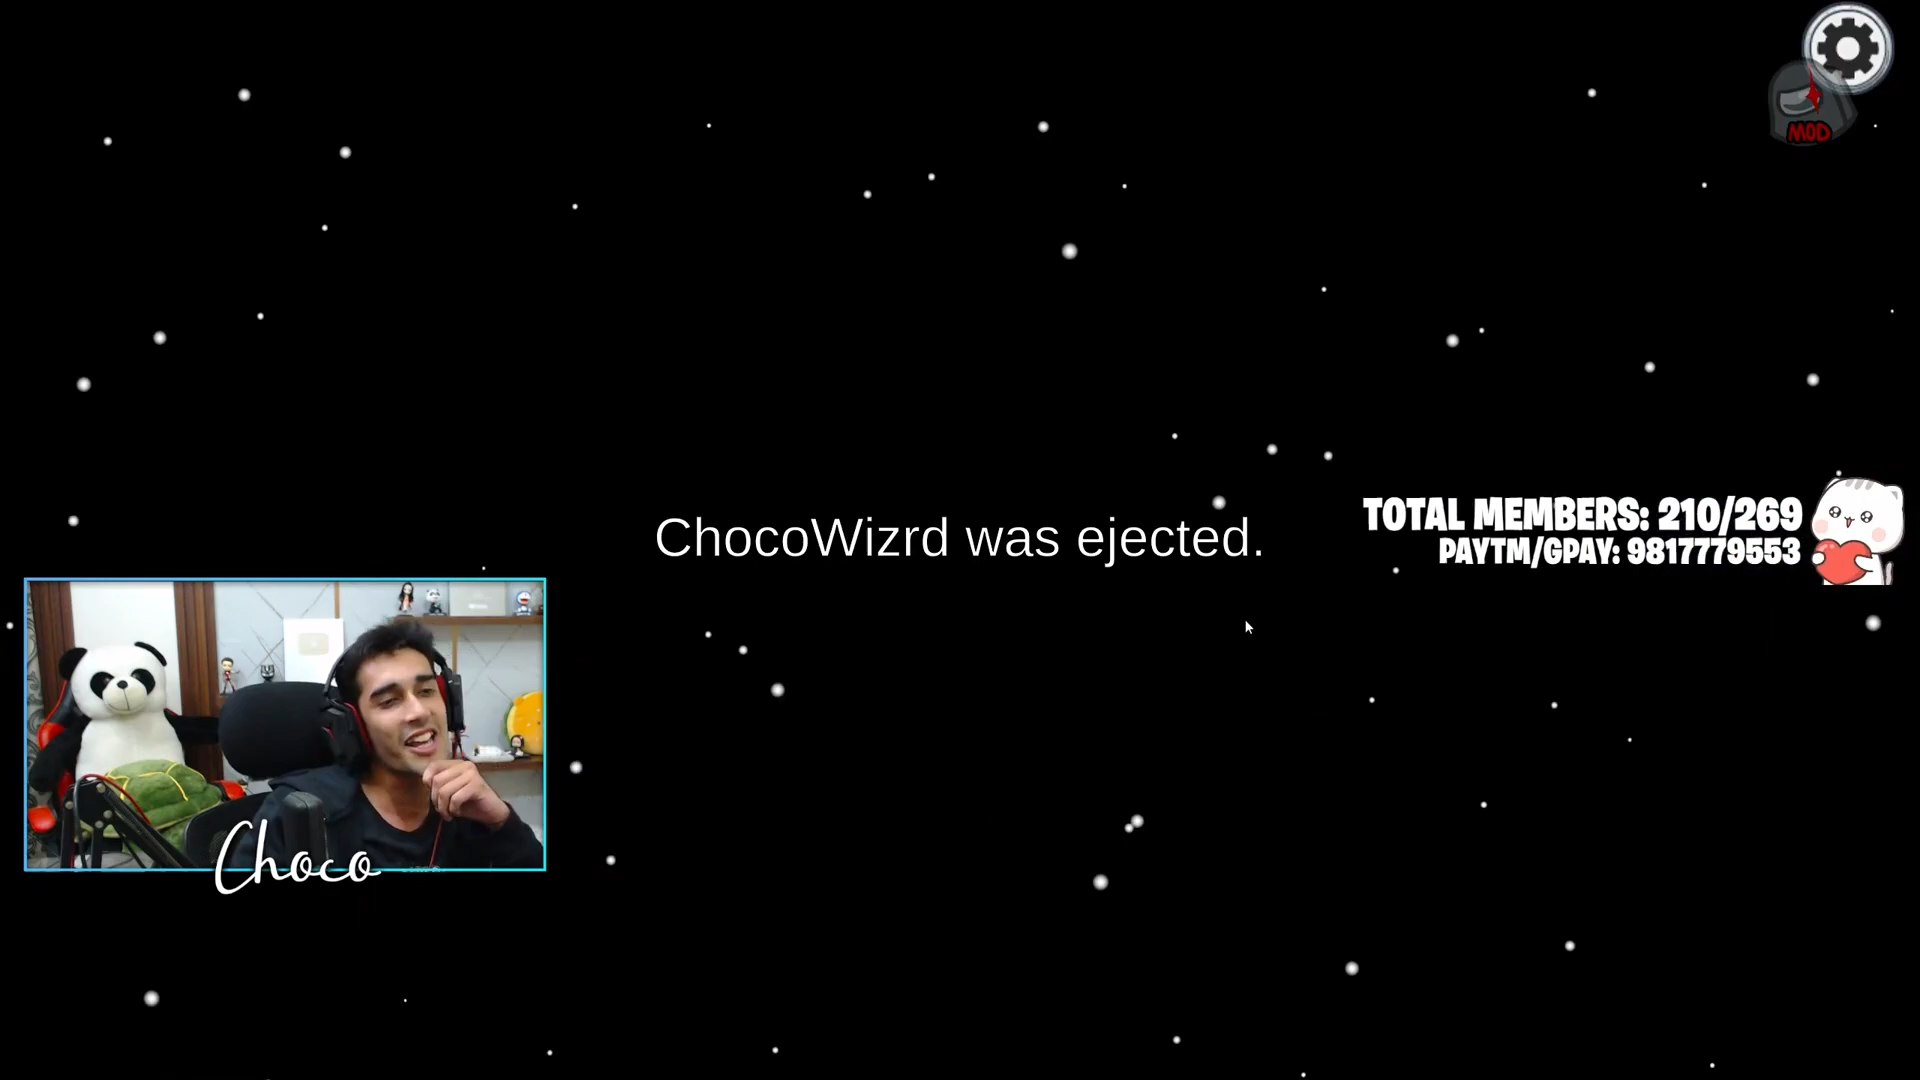 MOD
ChocoWizrd was ejected.
TOTAL MEMBERS: 210/269
PAYTM/GPAY: 9817779553
Choco